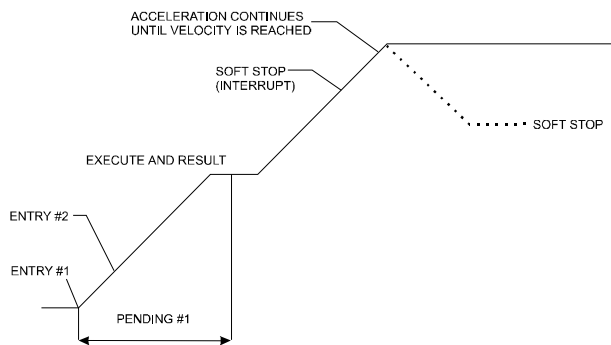 ACCELERATION CONTINUES
UNTIL VELOCITY IS REACHED
SOFT STOP
(INTERRUPT)
SOFT STOP
EXECUTE AND RESULT
ENTRY #2
ENTRY #1
PENDING #1